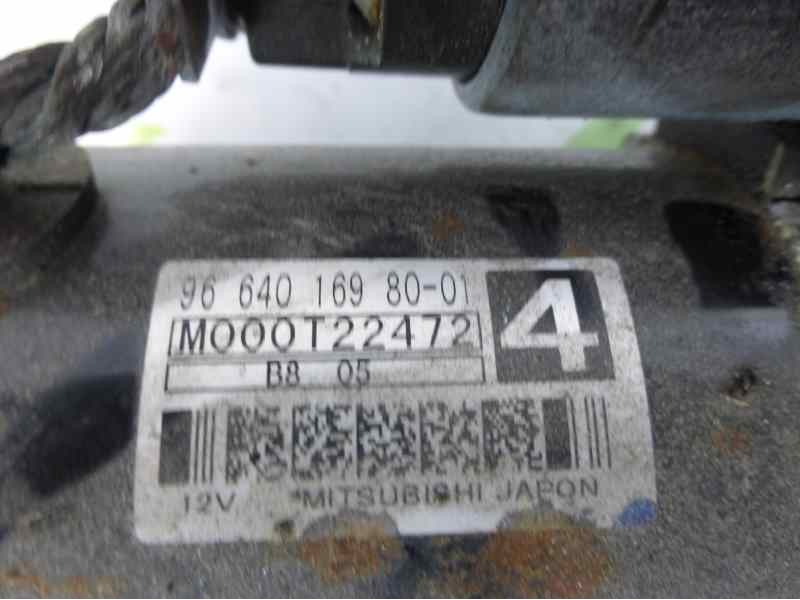 96 640 169 80-01
M000T22472
4
B8 05
12V MITSUBISHI JAPON